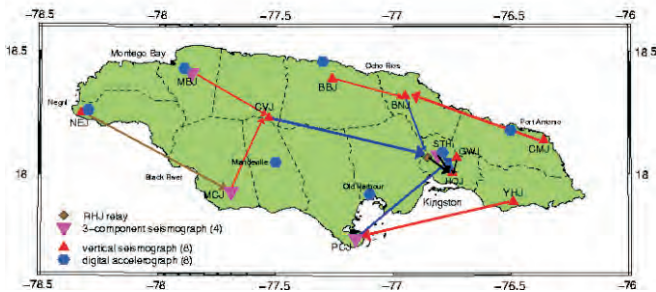 -78.5 -78 -77.5 -77 -76.5 -76
18.5 18.5
Montego Bay
Ocho Rios
MBJ
BBJ
BNJ
Negril
NEJ
CVJ
Port Antonio
CMJ
STH
GWJ
Mandeville
18 18
Black River
MCJ
Old Harbour
HOJ
YHJ
Kingston
RHJ relay
3-component seismograph (4)
PCJ
vertical seismograph (8)
digital accelerograph (8)
-78.5 -78 -77.5 -77 -76.5 -76